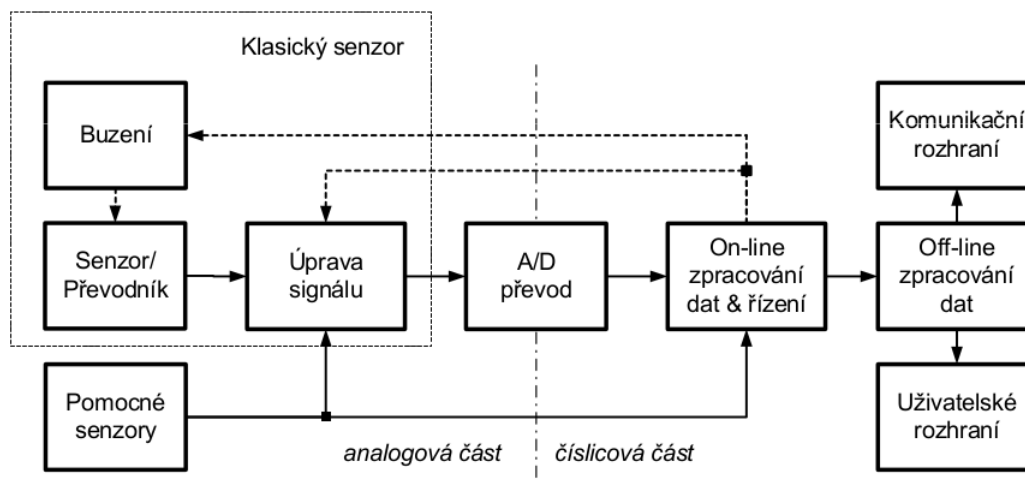 Klasický senzor
Buzení
Komunikační
rozhraní
Senzor/
Převodník
Úprava
signálu
A/D
převod
On-line
zpracování
dat & řízení
Off-line
zpracování
dat
Pomocné
senzory
analogová část
číslicová část
Uživatelské
rozhraní